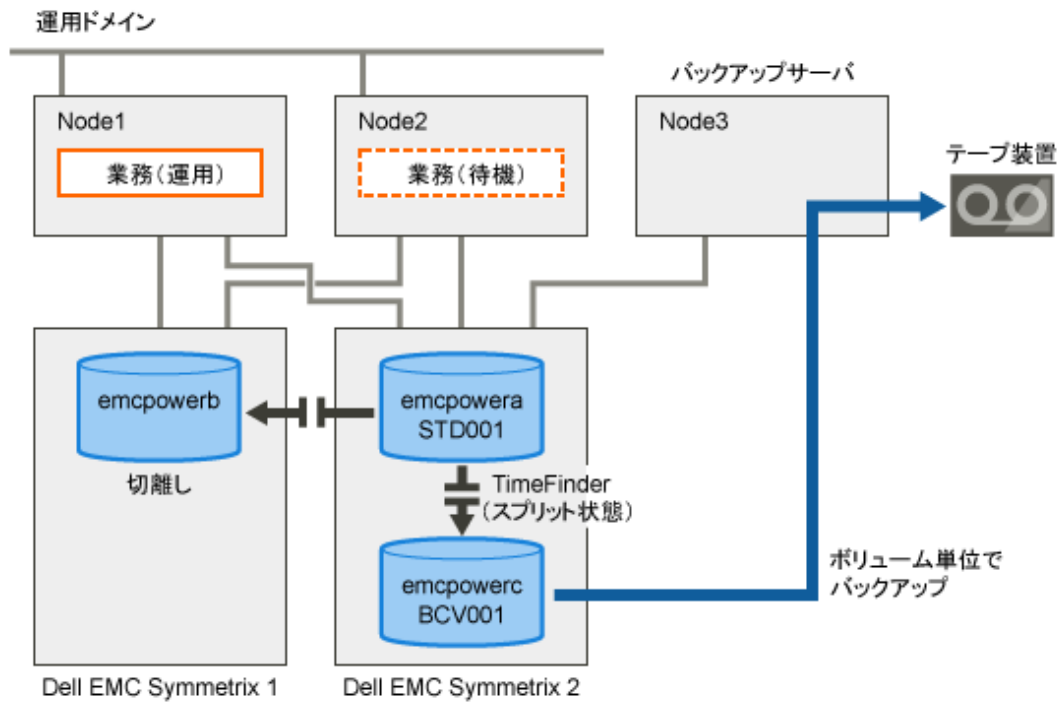 運用ドメイン
バックアップサーバ
Node1
Node2
Node3
業務(運用)
業務(待機)
テープ装置
emcpowerb
emcpowera
STD001
切離し
TimeFinder
(スプリット状態)
emcpowerc
BCV001
ボリューム単位で
バックアップ
Dell EMC Symmetrix 1
Dell EMC Symmetrix 2